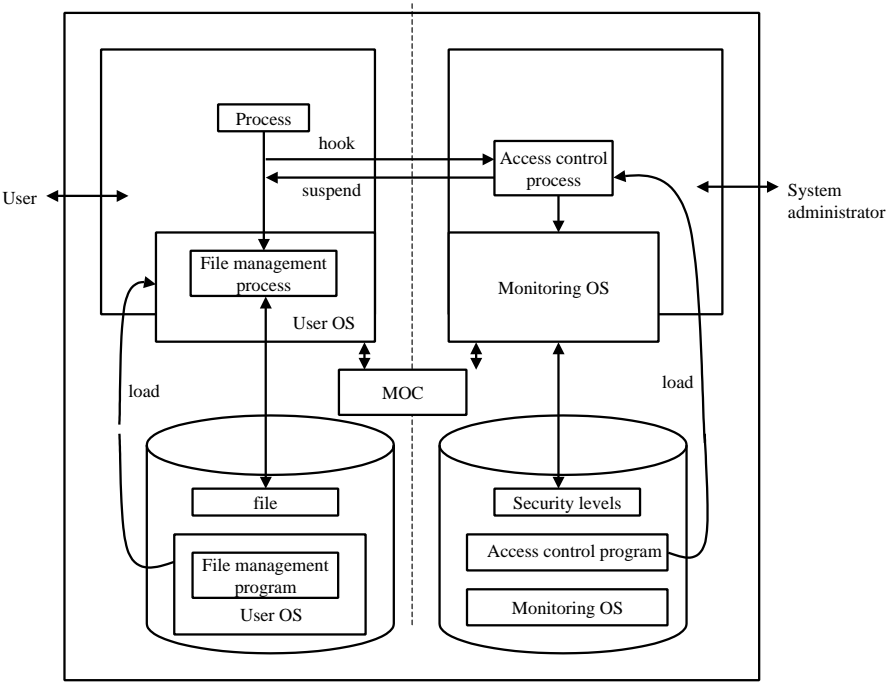 Process
hook
Access control
process
suspend
User
System
administrator
File management
process
User OS
Monitoring OS
load
MOC
load
file
Security levels
File management
program
User OS
Access control program
Monitoring OS